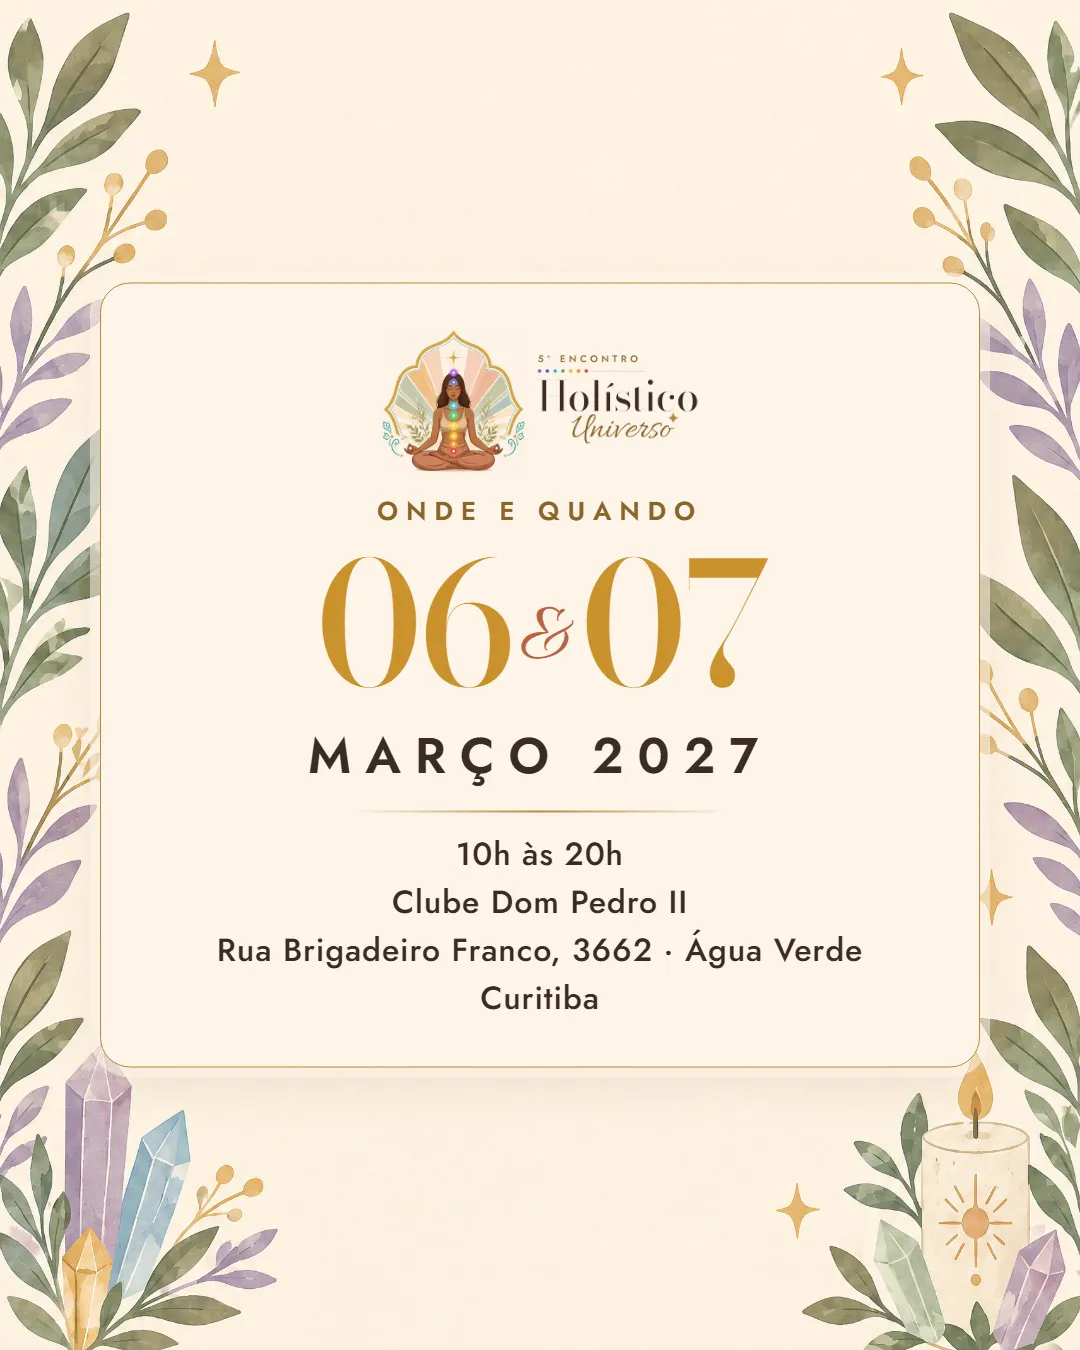 5º ENCONTRO
Holístico
Universo
ONDE E QUANDO
06 & 07
MARÇO 2027
10h às 20h
Clube Dom Pedro II
Rua Brigadeiro Franco, 3662 · Água Verde
Curitiba